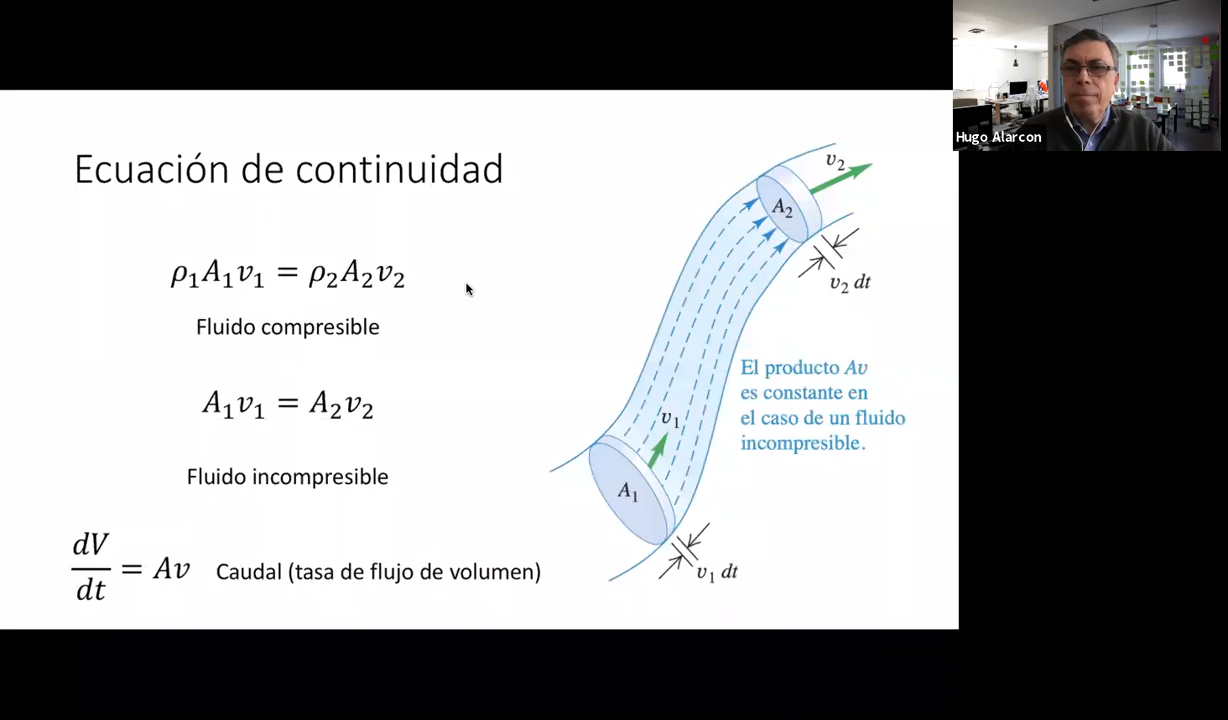 Hugo Alarcon
Ecuación de continuidad
ρ₁A₁v₁ = ρ₂A₂v₂
Fluido compresible
A₁v₁ = A₂v₂
Fluido incompresible
dV/dt = Av Caudal (tasa de flujo de volumen)
v₂
A₂
v₂ dt
El producto Av
es constante en
el caso de un fluido
incompresible.
v₁
A₁
v₁ dt